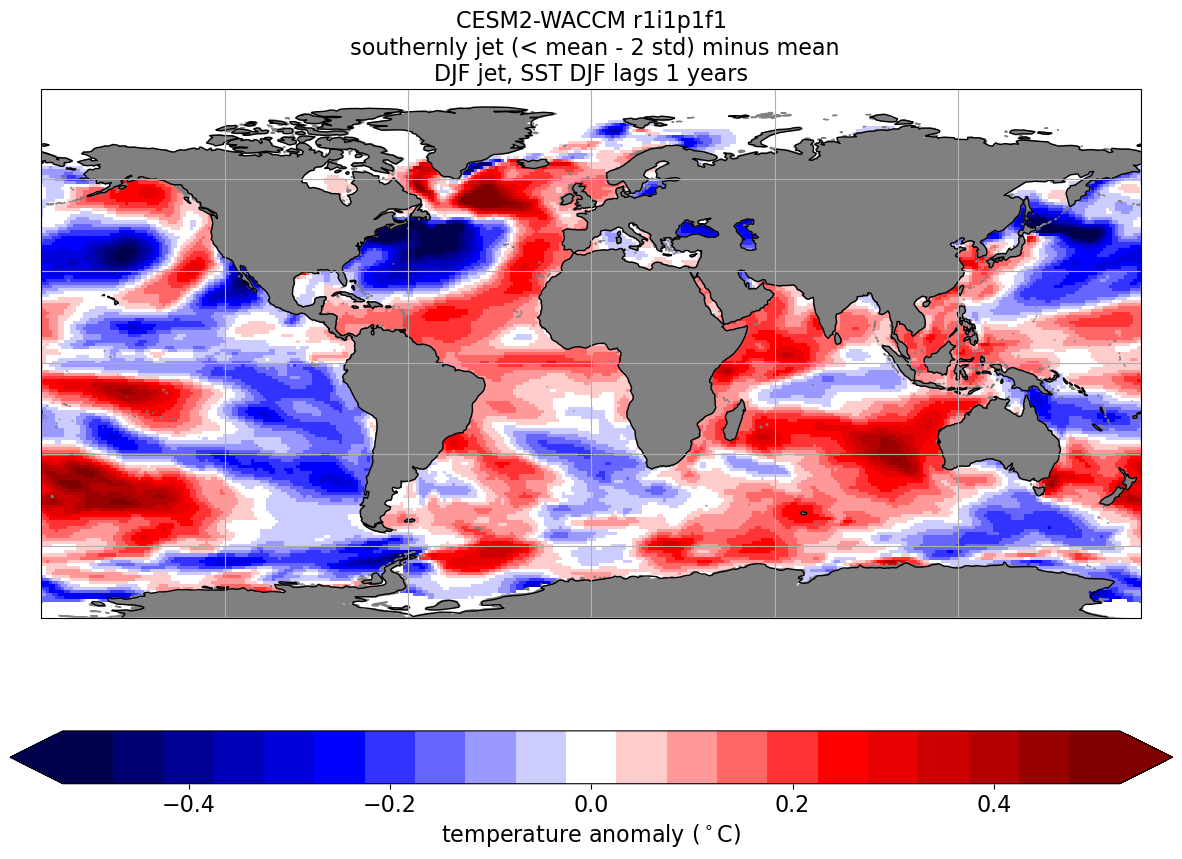 CESM2-WACCM r1i1p1f1
southernly jet (< mean - 2 std) minus mean
DJF jet, SST DJF lags 1 years
−0.4 −0.2 0.0 0.2 0.4
temperature anomaly (°C)